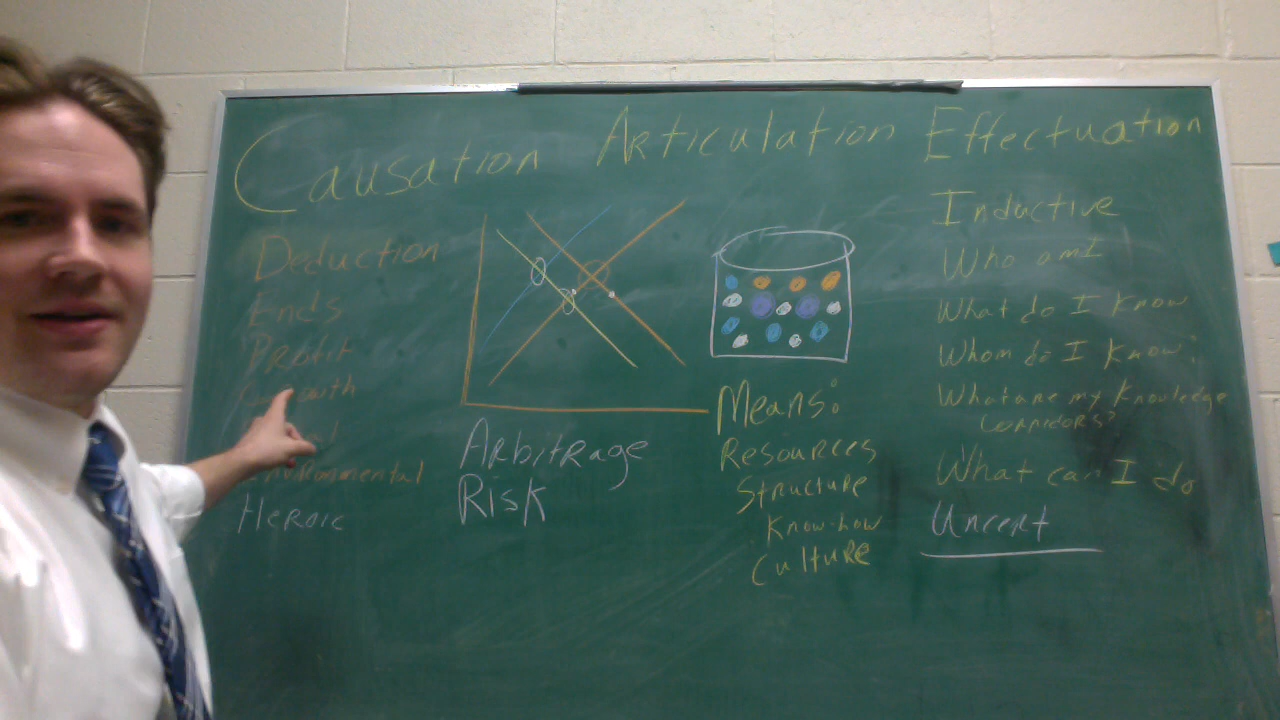 Causation Articulation Effectuation
Deduction
Ends
Profit
Growth
Environmental
Heroic
Arbitrage
Risk
Means:
Resources
Structure
Know-how
Culture
Inductive
Who am I
What do I know
Whom do I know?
What are my knowledge
corridors?
What can I do
Uncert